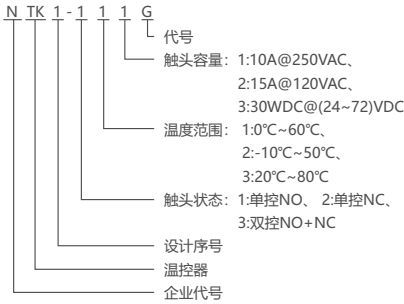 N TK 1-1 1 1 G
代号
触头容量：1:10A@250VAC、
2:15A@120VAC、
3:30WDC@(24~72)VDC
温度范围： 1:0℃~60℃、
2:-10℃~50℃、
3:20℃~80℃
触头状态：1:单控NO、 2:单控NC、
3:双控NO+NC
设计序号
温控器
企业代号